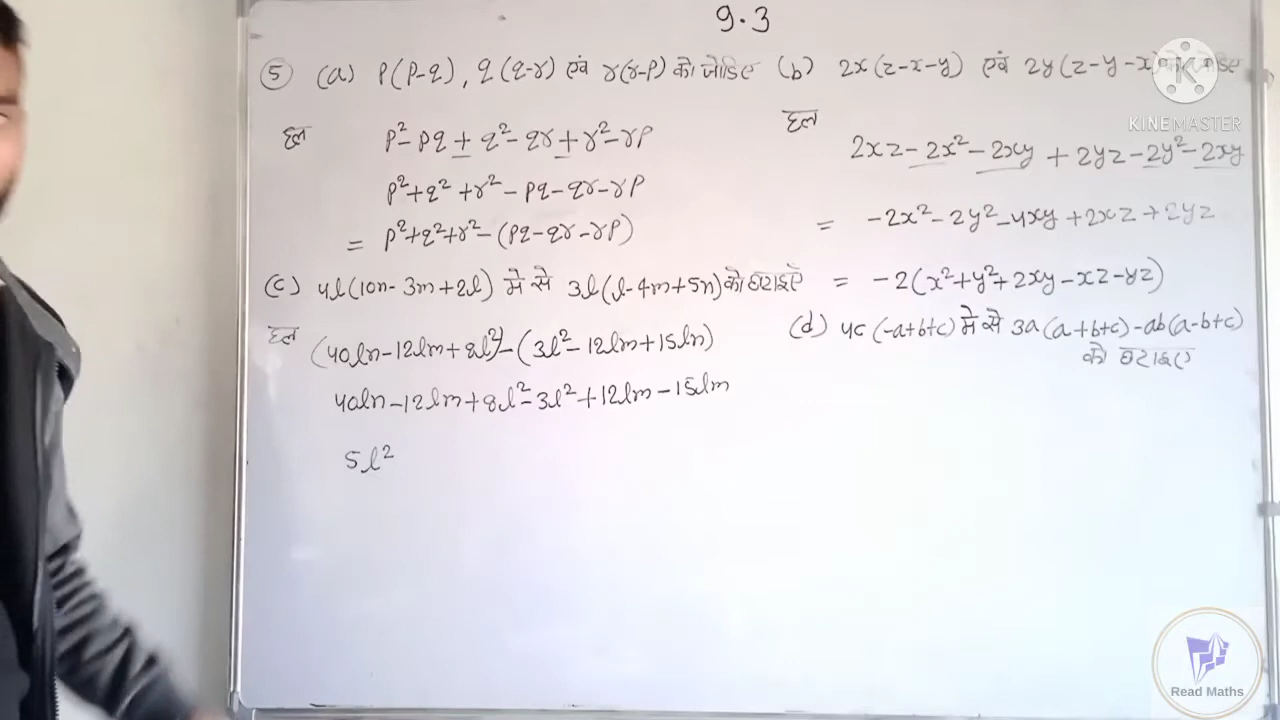 9.3
⑤ (a) P(P-q), q(q-r) एवं r(r-P) को जोडिए
हल p²-pq+q²-qr+r²-rp
p²+q²+r²-pq-qr-rp
= p²+q²+r²-(pq-qr-rp)
(c) 4l(10n-3m+2l) मे से 3l(l-4m+5n) को घटाइऐ
हल (40ln-12lm+8l²)-(3l²-12lm+15ln)
40ln-12lm+8l²-3l²+12lm-15lm
5l²
(b) 2x(z-x-y) एवं 2y(z-y-x)
हल
2xz-2x²-2xy+2yz-2y²-2xy
= -2x²-2y²-4xy+2xz+2yz
= -2(x²+y²+2xy-xz-yz)
(d) 4c(-a+b+c) मे से 3a(a+b+c)-ab(a-b+c)
को घटाइए
KINEMASTER
Read Maths